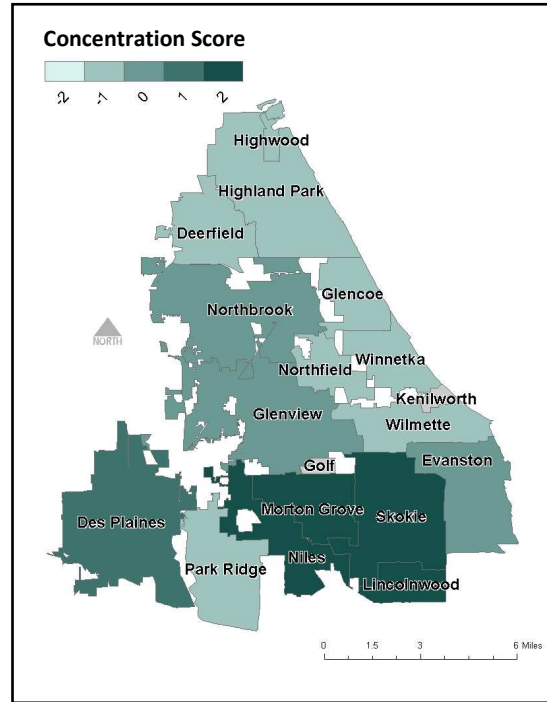 Concentration Score
-2 -1 0 1 2
Highwood
Highland Park
Deerfield
Glencoe
Northbrook
NORTH
Winnetka
Northfield
Kenilworth
Glenview
Wilmette
Evanston
Golf
Morton Grove
Des Plaines
Skokie
Niles
Park Ridge
Lincolnwood
0 1.5 3 6 Miles